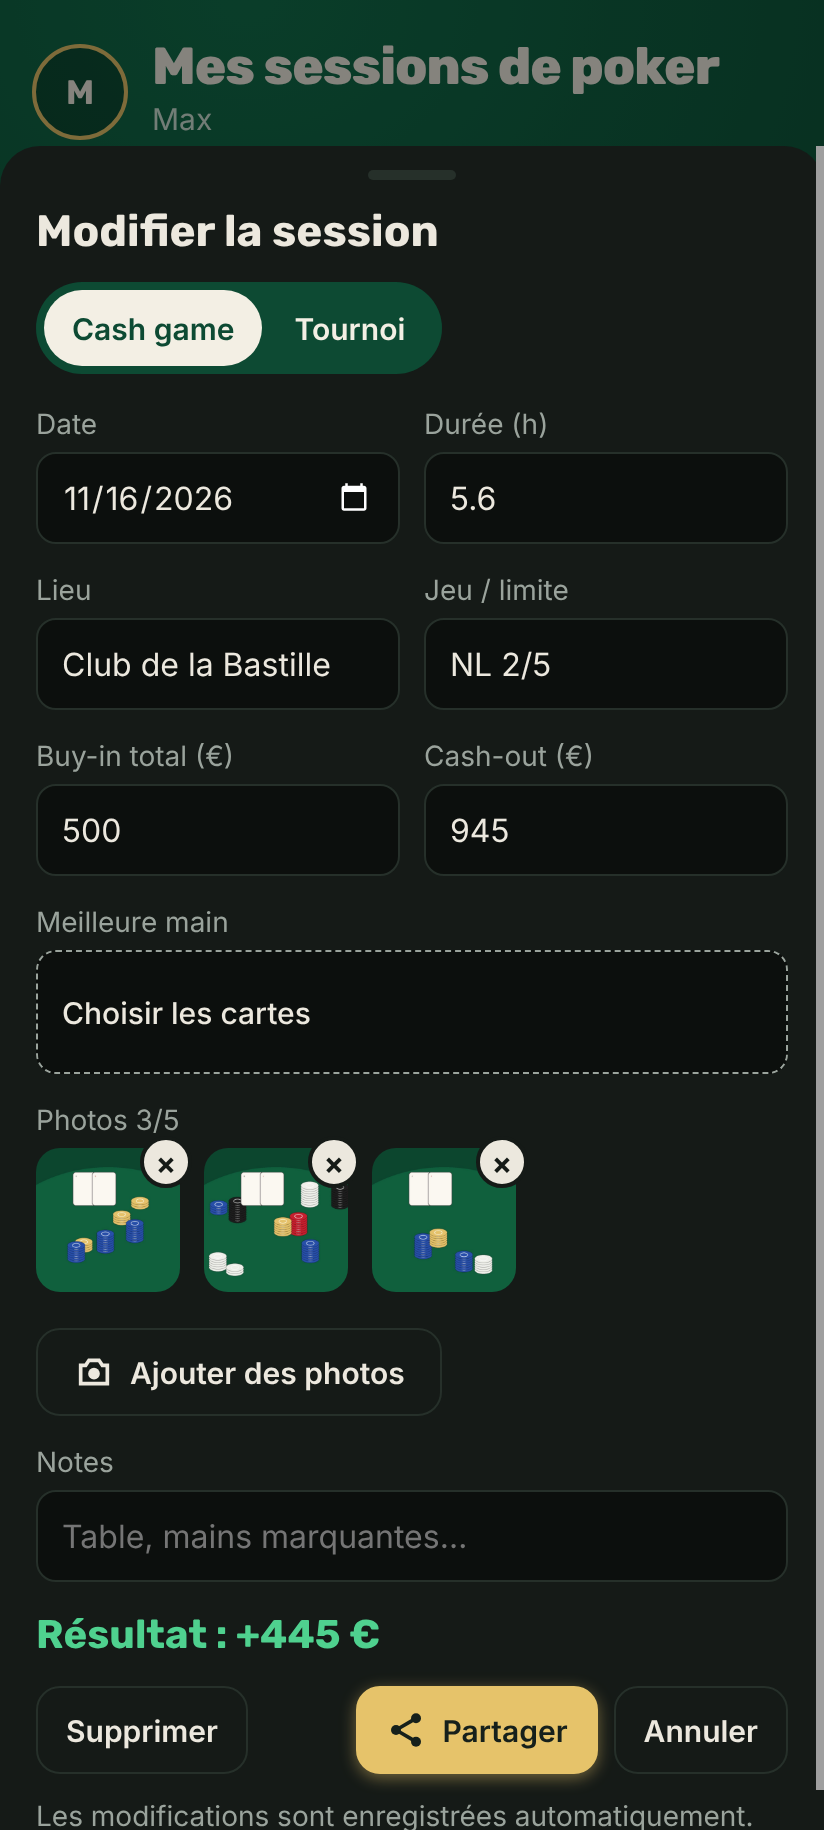 M
Mes sessions de poker
Max
Modifier la session
Cash game
Tournoi
Date
Durée (h)
11/16/2026
5.6
Lieu
Jeu / limite
Club de la Bastille
NL 2/5
Buy-in total (€)
Cash-out (€)
500
945
Meilleure main
Choisir les cartes
Photos 3/5
Ajouter des photos
Notes
Table, mains marquantes...
Résultat : +445 €
Supprimer
Partager
Annuler
Les modifications sont enregistrées automatiquement.